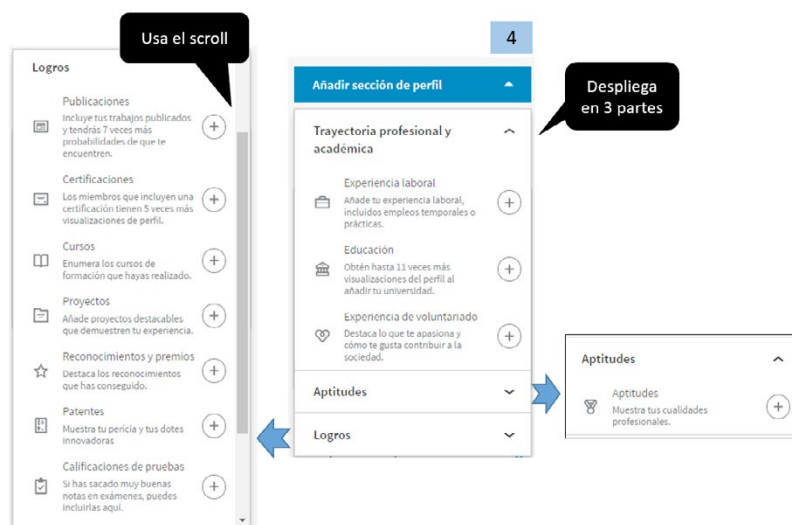 Usa el scroll
Logros
Publicaciones
Incluye tus trabajos publicados
y tendrás 7 veces más
probabilidades de que te
encuentren.
Certificaciones
Los miembros que incluyen una
certificación tienen 5 veces más
visualizaciones de perfil.
Cursos
Enumera los cursos de
formación que hayas realizado.
Proyectos
Añade proyectos destacables
que demuestren tu experiencia.
Reconocimientos y premios
Destaca los reconocimientos
que has conseguido.
Patentes
Muestra tu pericia y tus dotes
innovadoras
Calificaciones de pruebas
Si has sacado muy buenas
notas en exámenes, puedes
incluirlas aquí.
4
Añadir sección de perfil
Despliega
en 3 partes
Trayectoria profesional y
académica
Experiencia laboral
Añade tu experiencia laboral,
incluidos empleos temporales o
prácticas.
Educación
Obtén hasta 11 veces más
visualizaciones del perfil al
añadir tu universidad.
Experiencia de voluntariado
Destaca lo que te apasiona y
cómo te gusta contribuir a la
sociedad.
Aptitudes
Logros
Aptitudes
Aptitudes
Muestra tus cualidades
profesionales.